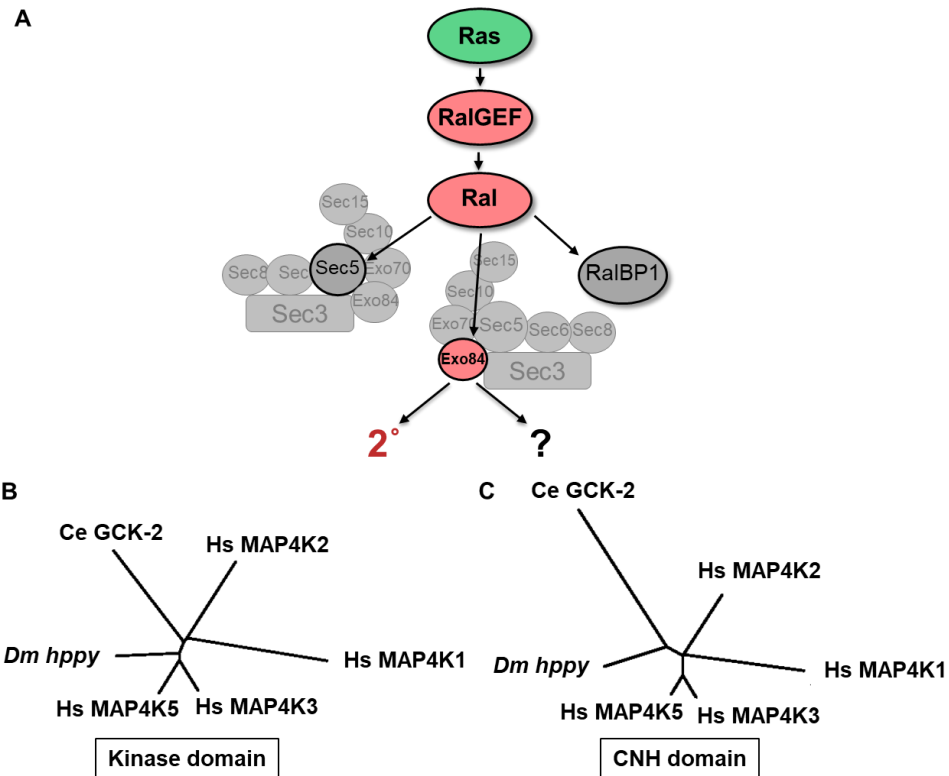 A
Ras
RalGEF
Ral
Sec15
Sec10
Sec8
Sec
Sec5
Exo70
Exo84
Sec3
RalBP1
Sec15
Sec10
Exo70
Sec5
Sec6
Sec8
Exo84
Sec3
2°
?
B
Ce GCK-2
Hs MAP4K2
Dm hppy
Hs MAP4K1
Hs MAP4K5
Hs MAP4K3
Kinase domain
C
Ce GCK-2
Hs MAP4K2
Dm hppy
Hs MAP4K1
Hs MAP4K5
Hs MAP4K3
CNH domain